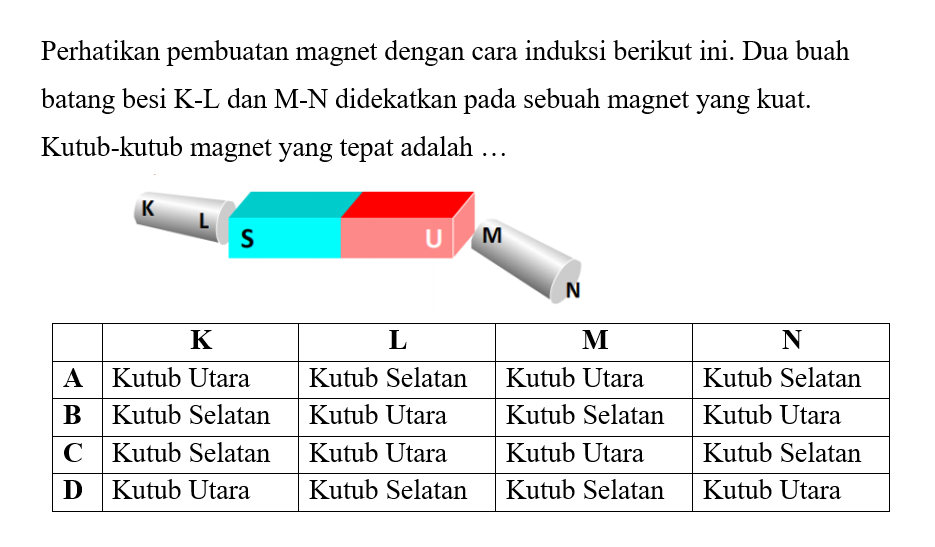 Perhatikan pembuatan magnet dengan cara induksi berikut ini. Dua buah
batang besi K-L dan M-N didekatkan pada sebuah magnet yang kuat.
Kutub-kutub magnet yang tepat adalah …
K L S U M N
K L M N
A Kutub Utara Kutub Selatan Kutub Utara Kutub Selatan
B Kutub Selatan Kutub Utara Kutub Selatan Kutub Utara
C Kutub Selatan Kutub Utara Kutub Utara Kutub Selatan
D Kutub Utara Kutub Selatan Kutub Selatan Kutub Utara